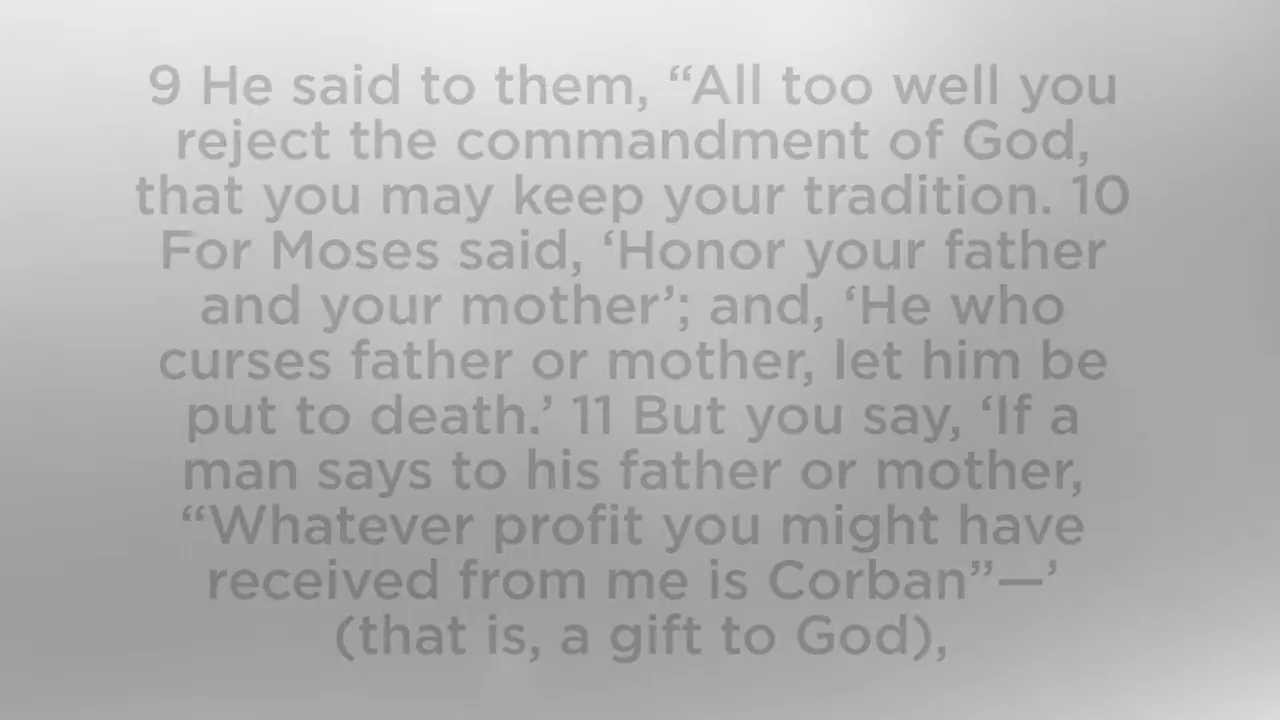 9 He said to them, “All too well you
reject the commandment of God,
that you may keep your tradition. 10
For Moses said, ‘Honor your father
and your mother’; and, ‘He who
curses father or mother, let him be
put to death.’ 11 But you say, ‘If a
man says to his father or mother,
“Whatever profit you might have
received from me is Corban”—’
(that is, a gift to God),